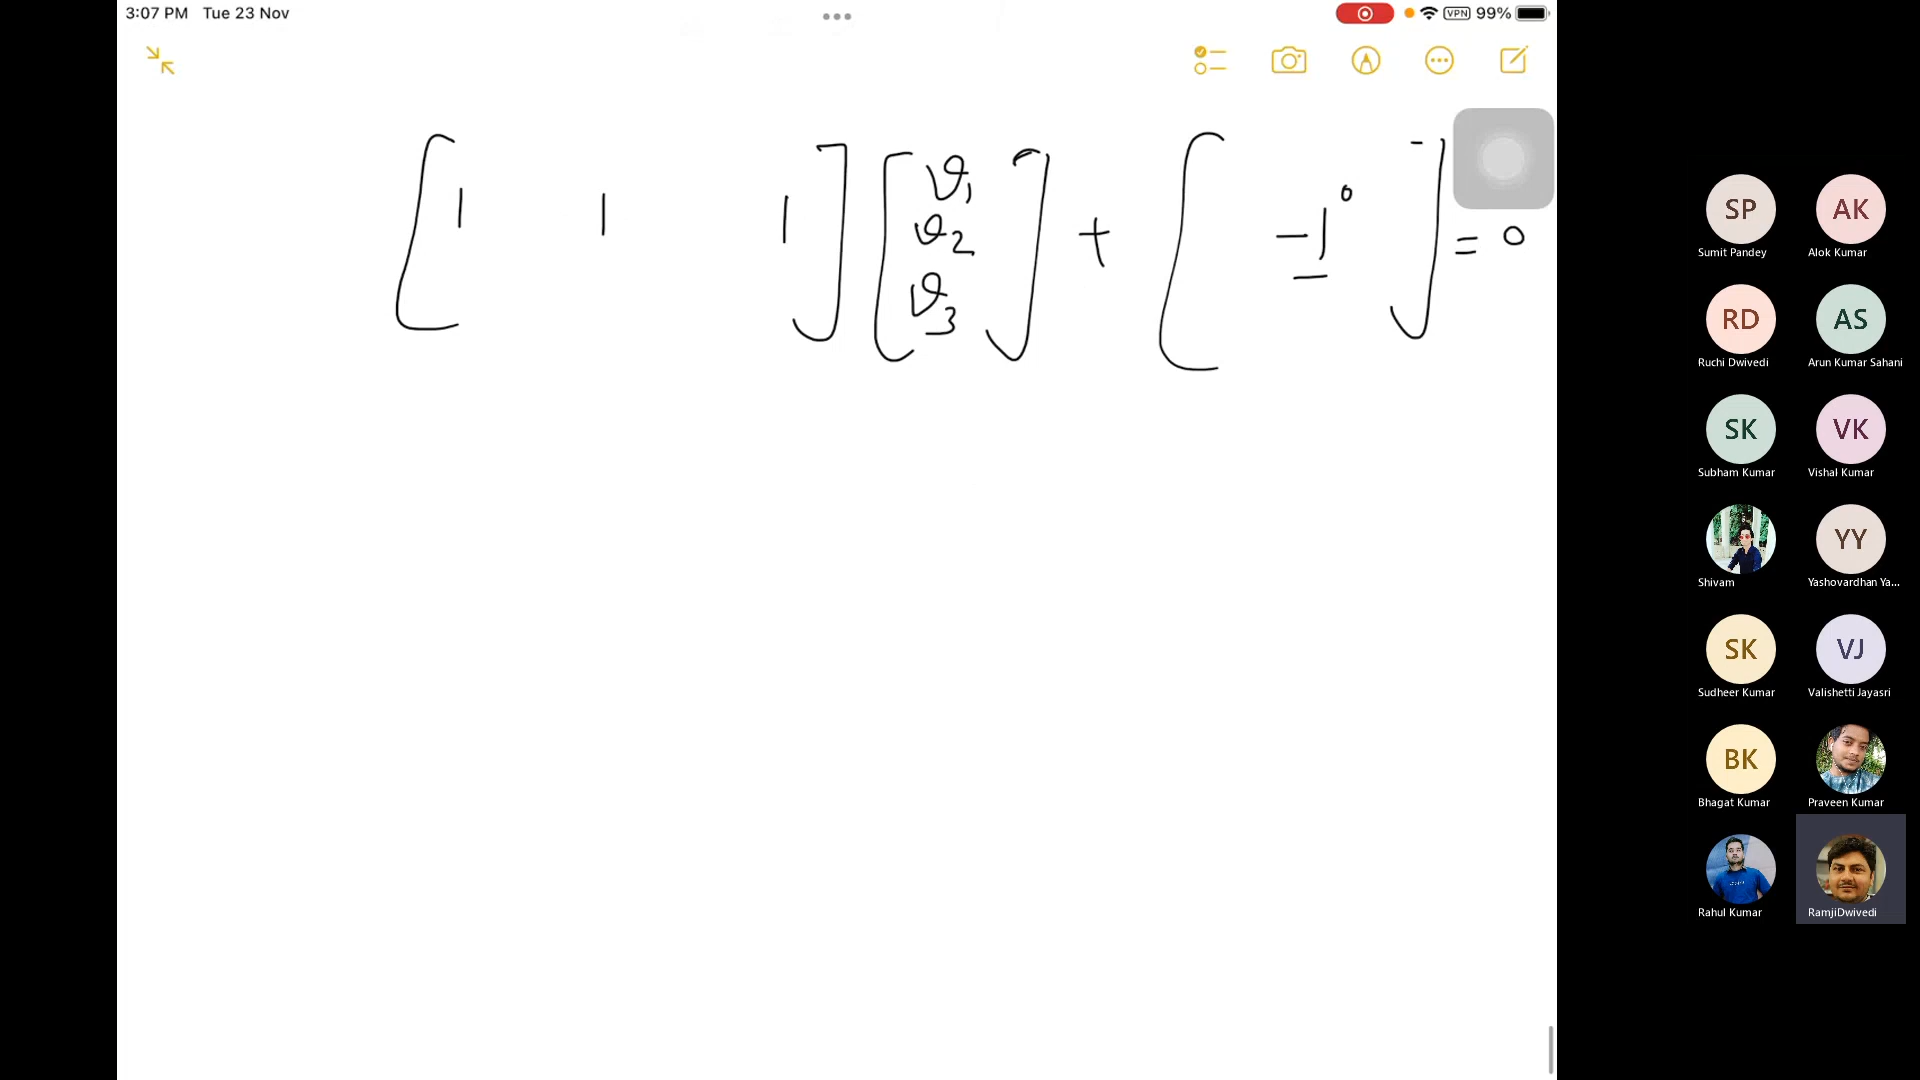 3:07 PM Tue 23 Nov
VPN 99%
[ 1 1 1 ] [ ϑ1 ϑ2 ϑ3 ] + [ -1° ] = 0
SP AK
Sumit Pandey Alok Kumar
RD AS
Ruchi Dwivedi Arun Kumar Sahani
SK VK
Subham Kumar Vishal Kumar
YY
Shivam Yashovardhan Ya...
SK VJ
Sudheer Kumar Valishetti Jayasri
BK
Bhagat Kumar Praveen Kumar
Rahul Kumar RamjiDwivedi